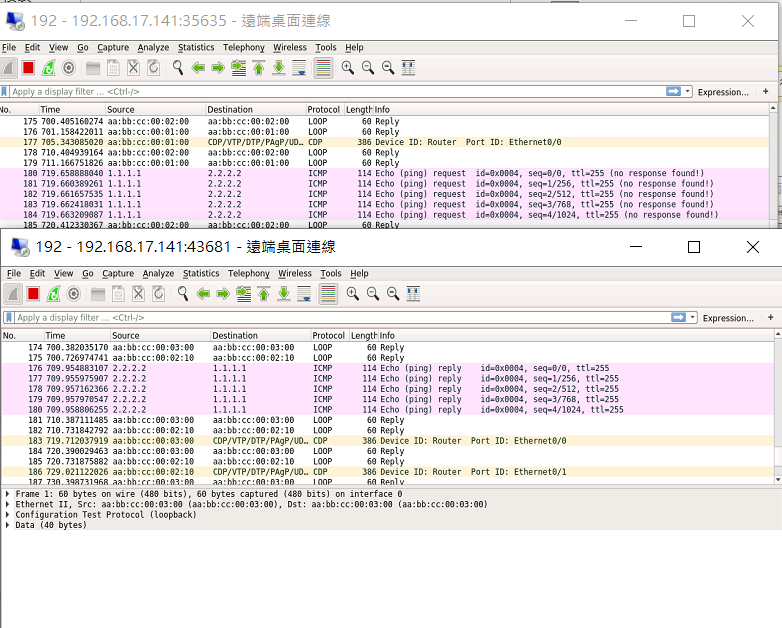 192 - 192.168.17.141:35635 - 遠端桌面連線
File Edit View Go Capture Analyze Statistics Telephony Wireless Tools Help
Apply a display filter ... <Ctrl-/> Expression... +
No. Time Source Destination Protocol Length Info
175 700.405160274 aa:bb:cc:00:02:00 aa:bb:cc:00:02:00 LOOP 60 Reply
176 701.158422011 aa:bb:cc:00:01:00 aa:bb:cc:00:01:00 LOOP 60 Reply
177 705.343085020 aa:bb:cc:00:01:00 CDP/VTP/DTP/PAgP/UD… CDP 386 Device ID: Router Port ID: Ethernet0/0
178 710.404939164 aa:bb:cc:00:02:00 aa:bb:cc:00:02:00 LOOP 60 Reply
179 711.166751826 aa:bb:cc:00:01:00 aa:bb:cc:00:01:00 LOOP 60 Reply
180 719.658888040 1.1.1.1 2.2.2.2 ICMP 114 Echo (ping) request id=0x0004, seq=0/0, ttl=255 (no response found!)
181 719.660389261 1.1.1.1 2.2.2.2 ICMP 114 Echo (ping) request id=0x0004, seq=1/256, ttl=255 (no response found!)
182 719.661657535 1.1.1.1 2.2.2.2 ICMP 114 Echo (ping) request id=0x0004, seq=2/512, ttl=255 (no response found!)
183 719.662418031 1.1.1.1 2.2.2.2 ICMP 114 Echo (ping) request id=0x0004, seq=3/768, ttl=255 (no response found!)
184 719.663209087 1.1.1.1 2.2.2.2 ICMP 114 Echo (ping) request id=0x0004, seq=4/1024, ttl=255 (no response found!)
185 720.412330367 aa:bb:cc:00:02:00 aa:bb:cc:00:02:00 LOOP 60 Reply
192 - 192.168.17.141:43681 - 遠端桌面連線
File Edit View Go Capture Analyze Statistics Telephony Wireless Tools Help
Apply a display filter ... <Ctrl-/> Expression... +
No. Time Source Destination Protocol Length Info
174 700.382035170 aa:bb:cc:00:03:00 aa:bb:cc:00:03:00 LOOP 60 Reply
175 700.726974741 aa:bb:cc:00:02:10 aa:bb:cc:00:02:10 LOOP 60 Reply
176 709.954883107 2.2.2.2 1.1.1.1 ICMP 114 Echo (ping) reply id=0x0004, seq=0/0, ttl=255
177 709.955975907 2.2.2.2 1.1.1.1 ICMP 114 Echo (ping) reply id=0x0004, seq=1/256, ttl=255
178 709.957162366 2.2.2.2 1.1.1.1 ICMP 114 Echo (ping) reply id=0x0004, seq=2/512, ttl=255
179 709.957970547 2.2.2.2 1.1.1.1 ICMP 114 Echo (ping) reply id=0x0004, seq=3/768, ttl=255
180 709.958806255 2.2.2.2 1.1.1.1 ICMP 114 Echo (ping) reply id=0x0004, seq=4/1024, ttl=255
181 710.387111485 aa:bb:cc:00:03:00 aa:bb:cc:00:03:00 LOOP 60 Reply
182 710.731842792 aa:bb:cc:00:02:10 aa:bb:cc:00:02:10 LOOP 60 Reply
183 719.712037919 aa:bb:cc:00:03:00 CDP/VTP/DTP/PAgP/UD… CDP 386 Device ID: Router Port ID: Ethernet0/0
184 720.390029463 aa:bb:cc:00:03:00 aa:bb:cc:00:03:00 LOOP 60 Reply
185 720.731875882 aa:bb:cc:00:02:10 aa:bb:cc:00:02:10 LOOP 60 Reply
186 729.021122026 aa:bb:cc:00:02:10 CDP/VTP/DTP/PAgP/UD… CDP 386 Device ID: Router Port ID: Ethernet0/1
187 730.398731968 aa:bb:cc:00:03:00 aa:bb:cc:00:03:00 LOOP 60 Reply
Frame 1: 60 bytes on wire (480 bits), 60 bytes captured (480 bits) on interface 0
Ethernet II, Src: aa:bb:cc:00:03:00 (aa:bb:cc:00:03:00), Dst: aa:bb:cc:00:03:00 (aa:bb:cc:00:03:00)
Configuration Test Protocol (loopback)
Data (40 bytes)